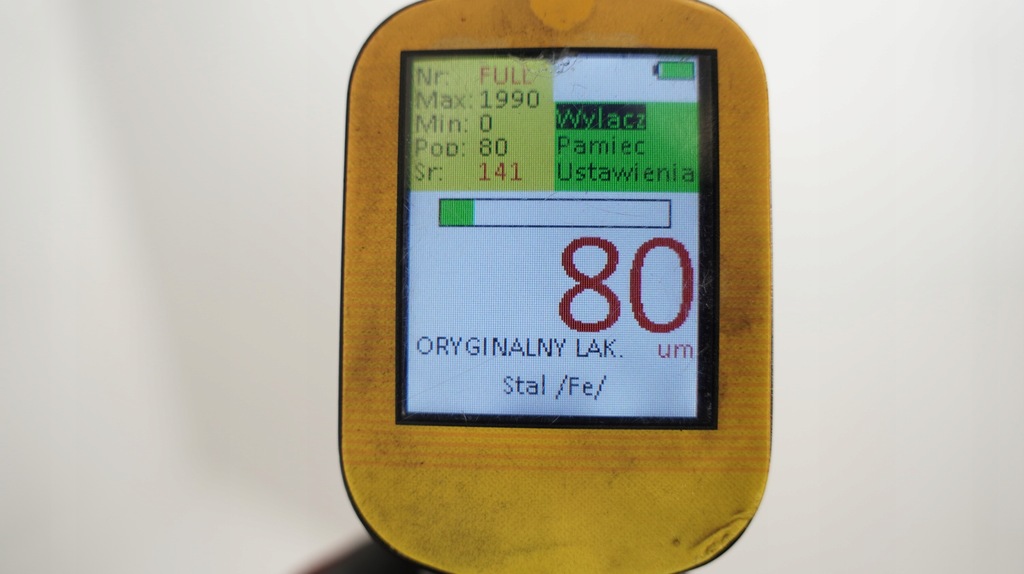 Nr: FULL
Max: 1990
Min: 0
Pop: 80
Sr: 141
Wylacz
Pamiec
Ustawienia
80
ORYGINALNY LAK. um
Stal /Fe/